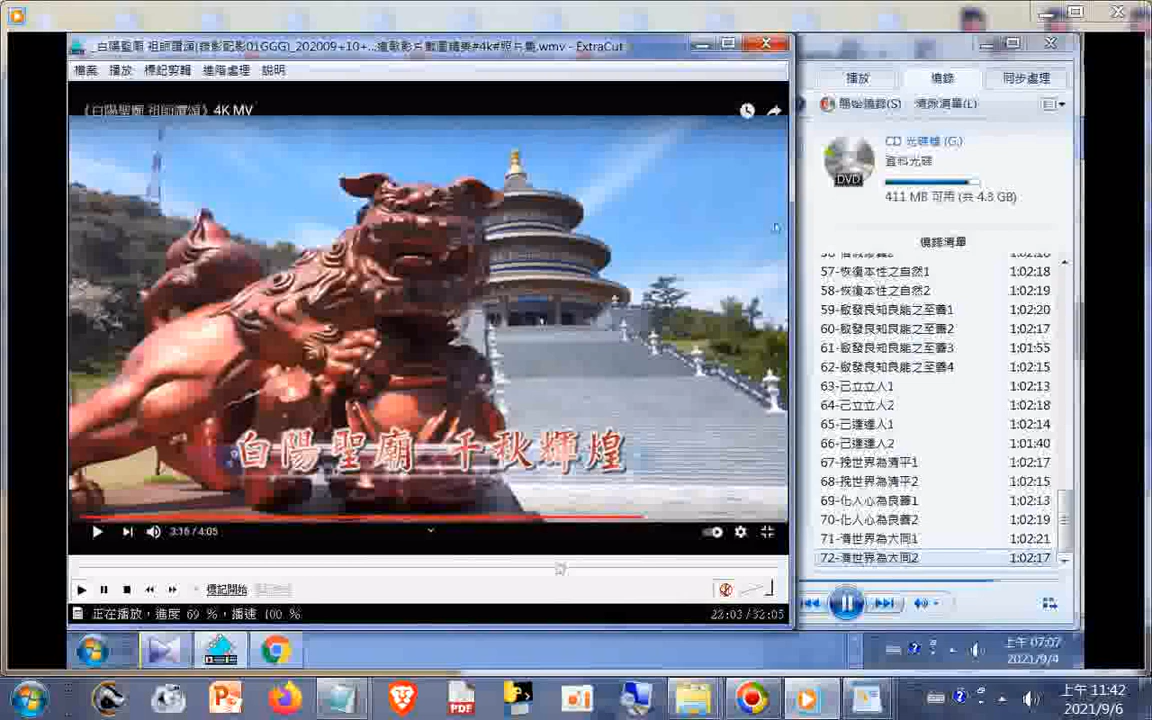 _白陽聖廟 祖師讚頌(錄影配影01GGG)_202009+10+...連歌影片截圖精要#4k#照片集.wmv - ExtraCut
檔案 播放 標記剪輯 進階處理 說明
《白陽聖廟 祖師讚頌》4K MV
白陽聖廟 千秋輝煌
3:16 / 4:05
標記開始
正在播放，進度 69 %，播速 100 %
22:03/32:05
播放 燒錄 同步處理
開始燒錄(S) 清除清單(L)
CD 光碟機 (G:)
資料光碟
DVD
411 MB 可用 (共 4.3 GB)
燒錄清單
57-恢復本性之自然1 1:02:18
58-恢復本性之自然2 1:02:19
59-啟發良知良能之至善1 1:02:20
60-啟發良知良能之至善2 1:02:17
61-啟發良知良能之至善3 1:01:55
62-啟發良知良能之至善4 1:02:15
63-己立立人1 1:02:13
64-己立立人2 1:02:18
65-己達達人1 1:02:14
66-己達達人2 1:01:40
67-挽世界為清平1 1:02:17
68-挽世界為清平2 1:02:15
69-化人心為良善1 1:02:13
70-化人心為良善2 1:02:19
71-濟世界為大同1 1:02:21
72-濟世界為大同2 1:02:17
上午 07:07
2021/9/4
PDF
上午 11:42
2021/9/6